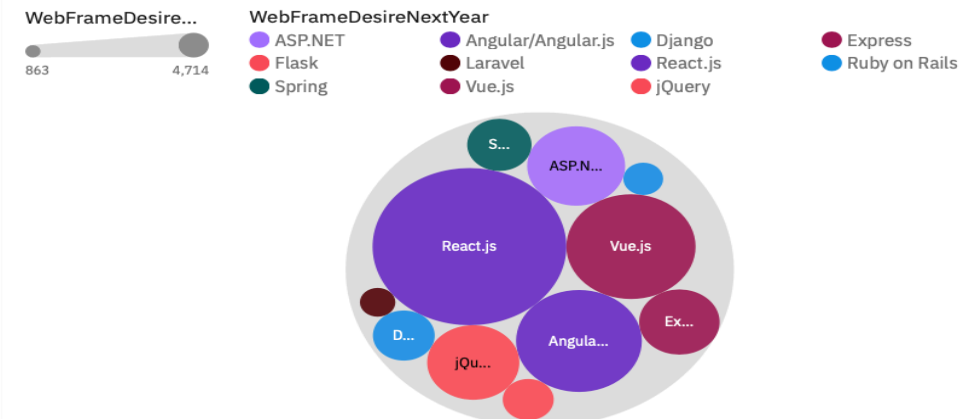 WebFrameDesire... WebFrameDesireNextYear
ASP.NET Angular/Angular.js Django Express
863 4,714 Flask Laravel React.js Ruby on Rails
Spring Vue.js jQuery
S...
ASP.N...
React.js Vue.js
Ex...
D... Angula...
jQu...